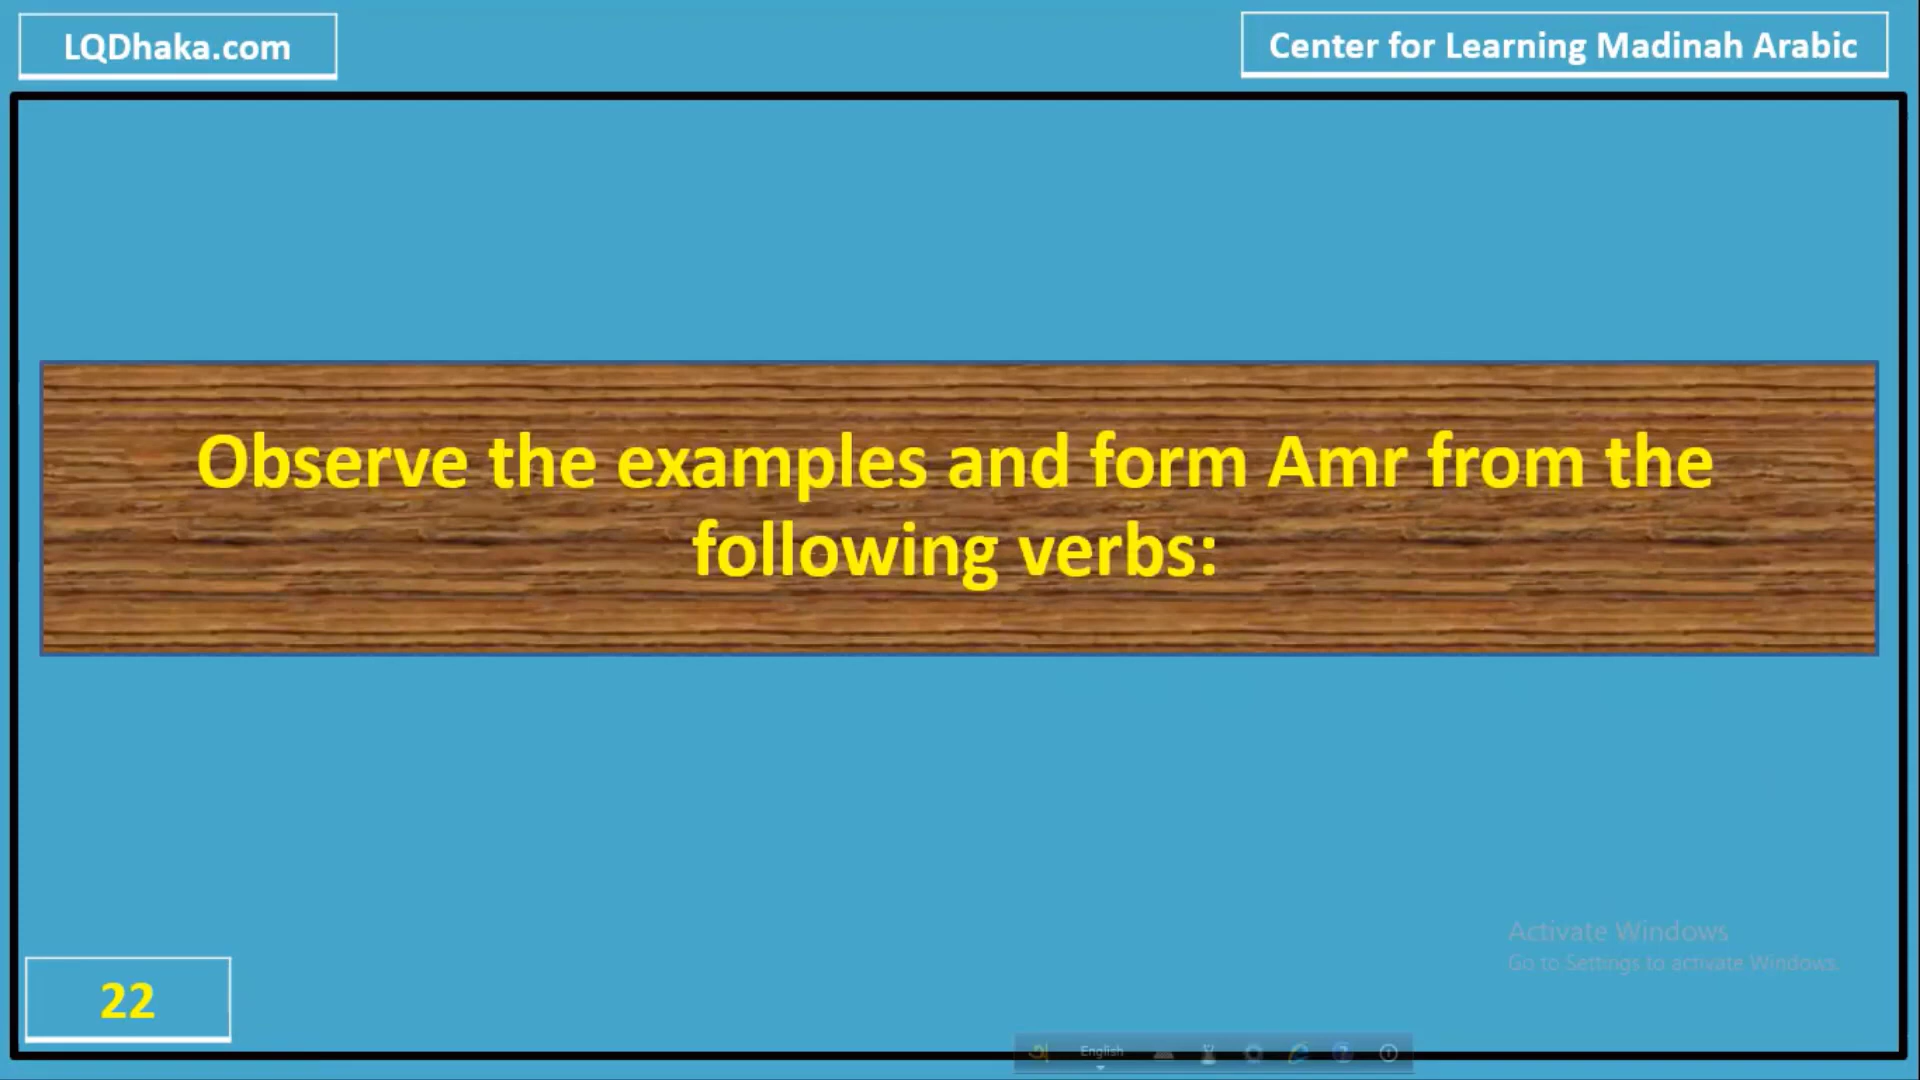 LQDhaka.com
Center for Learning Madinah Arabic
Observe the examples and form Amr from the
following verbs:
Activate Windows
Go to Settings to activate Windows.
22
English